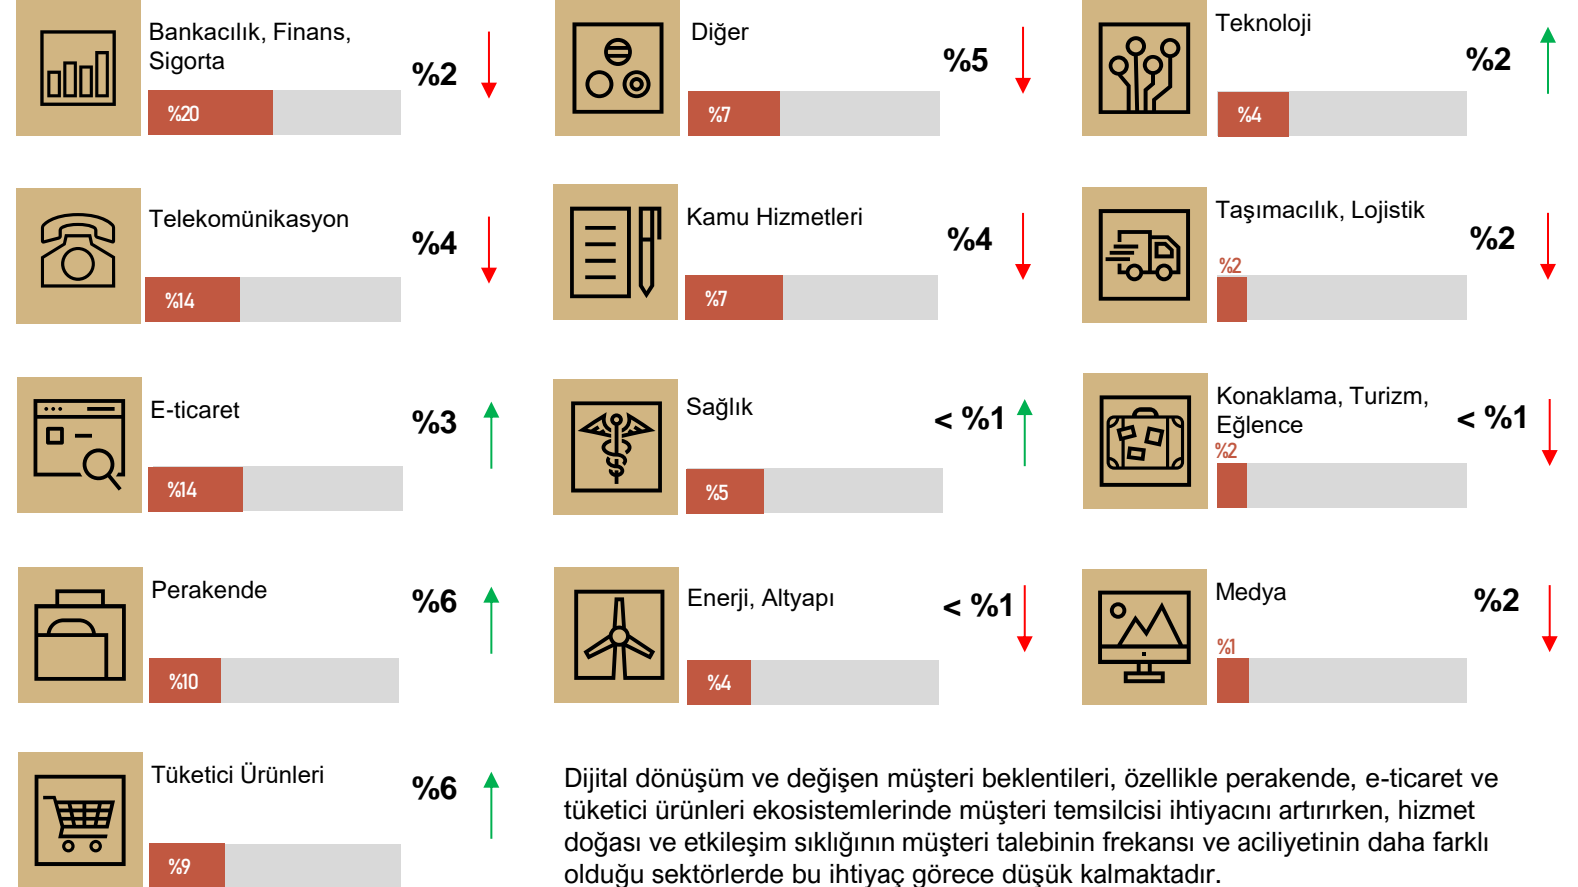 Bankacılık, Finans,
Sigorta
%2
%20
Telekomünikasyon
%4
%14
E-ticaret
%3
%14
Perakende
%6
%10
Tüketici Ürünleri
%6
%9
Diğer
%5
%7
Kamu Hizmetleri
%4
%7
Sağlık
< %1
%5
Enerji, Altyapı
< %1
%4
Teknoloji
%2
%4
Taşımacılık, Lojistik
%2
%2
Konaklama, Turizm,
Eğlence
< %1
%2
Medya
%2
%1
Dijital dönüşüm ve değişen müşteri beklentileri, özellikle perakende, e-ticaret ve
tüketici ürünleri ekosistemlerinde müşteri temsilcisi ihtiyacını artırırken, hizmet
doğası ve etkileşim sıklığının müşteri talebinin frekansı ve aciliyetinin daha farklı
olduğu sektörlerde bu ihtiyaç görece düşük kalmaktadır.